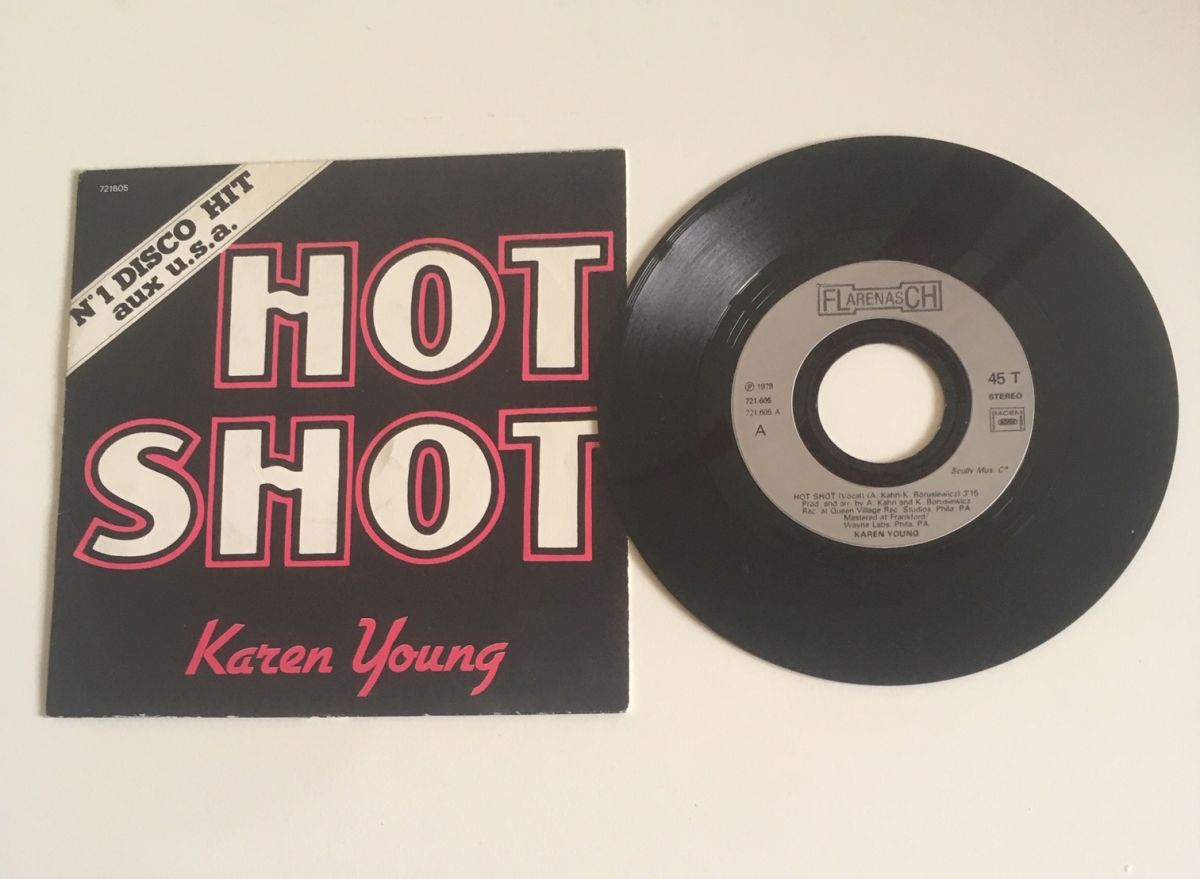 721605
N°1 DISCO HIT
aux u.s.a.
HOT
SHOT
Karen Young
FLARENASCH
℗ 1978
721.605
721.605 A
A
45 T
STEREO
SACEM
Scully Mus. C°
HOT SHOT (Vocal) (A. Kahn-K. Borusiewicz) 3'15
Prod. and arr. by A. Kahn and K. Borusiewicz
Rec. at Queen Village Rec. Studios, Phila. PA
Mastered at Frankford/
Wayne Labs. Phila. PA
KAREN YOUNG